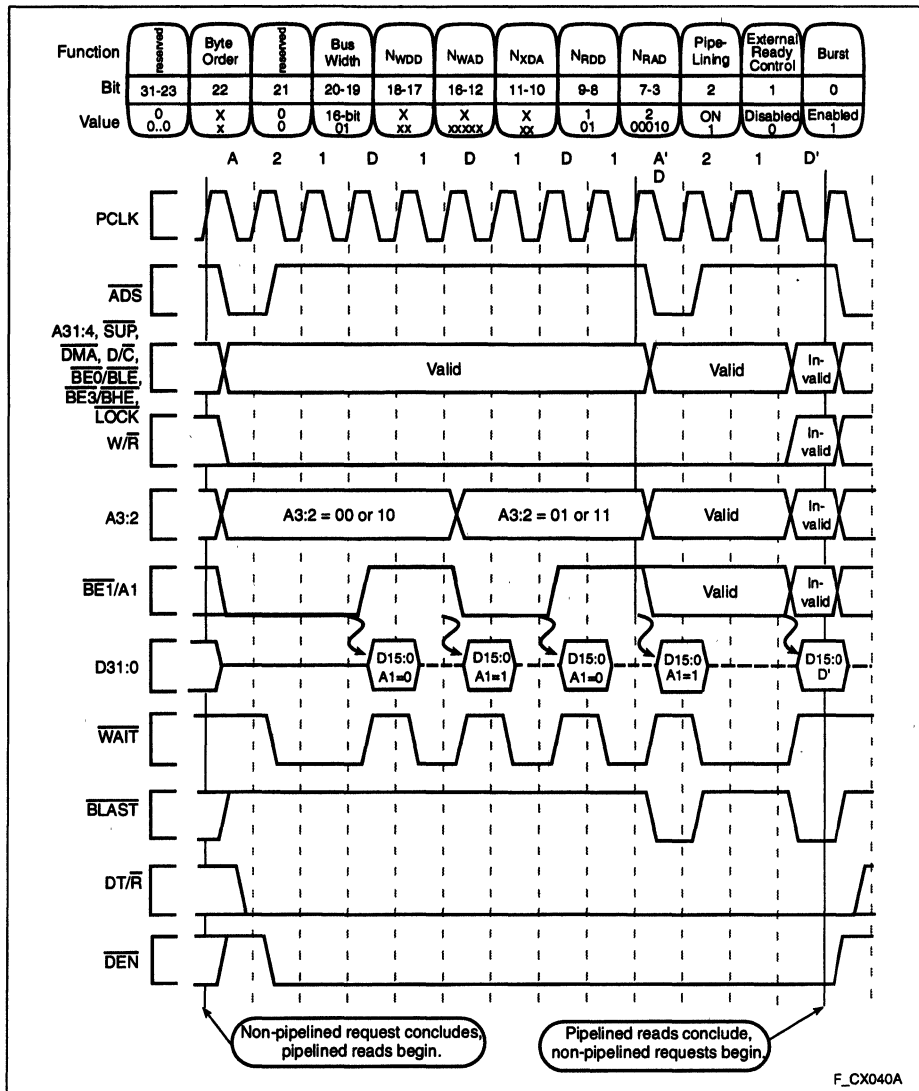 Function reserved Byte Order reserved Bus Width NWDD NWAD NXDA NRDD NRAD Pipe-Lining External Ready Control Burst
Bit 31-23 22 21 20-19 18-17 16-12 11-10 9-8 7-3 2 1 0
Value 0 X 0 16-bit X X X 1 2 ON Disabled Enabled
0..0 x 0 01 xx xxxxx xx 01 00010 1 0 1
A 2 1 D 1 D 1 D 1 A' 2 1 D'
D
PCLK
ADS
A31:4, SUP,
DMA, D/C,
BE0/BLE,
BE3/BHE,
LOCK
Valid Valid In-valid
W/R
In-valid
A3:2
A3:2 = 00 or 10 A3:2 = 01 or 11 Valid In-valid
BE1/A1
Valid In-valid
D31:0
D15:0 D15:0 D15:0 D15:0 D15:0
A1=0 A1=1 A1=0 A1=1 D'
WAIT
BLAST
DT/R
DEN
Non-pipelined request concludes,
pipelined reads begin.
Pipelined reads conclude,
non-pipelined requests begin.
F_CX040A